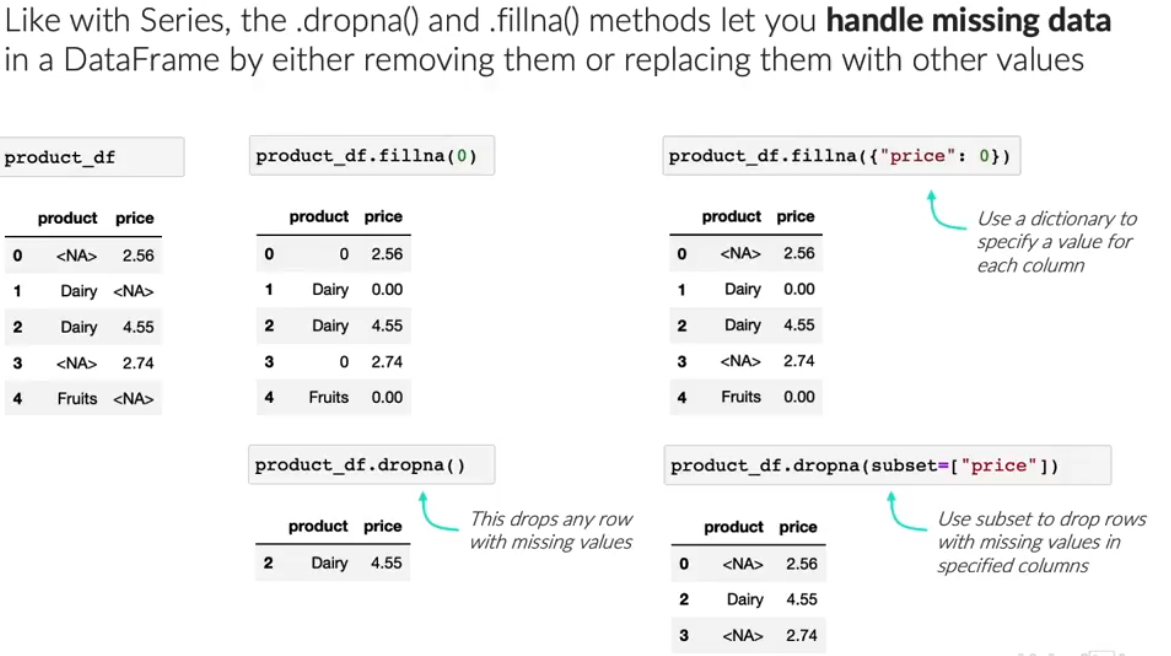 Like with Series, the .dropna() and .fillna() methods let you handle missing data
in a DataFrame by either removing them or replacing them with other values
product_df
product price
0 <NA> 2.56
1 Dairy <NA>
2 Dairy 4.55
3 <NA> 2.74
4 Fruits <NA>
product_df.fillna(0)
product price
0 0 2.56
1 Dairy 0.00
2 Dairy 4.55
3 0 2.74
4 Fruits 0.00
product_df.fillna({"price": 0})
product price
0 <NA> 2.56
1 Dairy 0.00
2 Dairy 4.55
3 <NA> 2.74
4 Fruits 0.00
Use a dictionary to
specify a value for
each column
product_df.dropna()
product price
2 Dairy 4.55
This drops any row
with missing values
product_df.dropna(subset=["price"])
product price
0 <NA> 2.56
2 Dairy 4.55
3 <NA> 2.74
Use subset to drop rows
with missing values in
specified columns